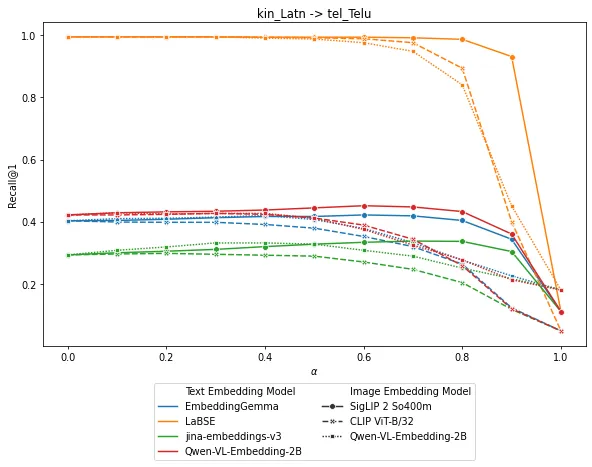 kin_Latn -> tel_Telu
Recall@1
1.0
0.8
0.6
0.4
0.2
0.0 0.2 0.4 0.6 0.8 1.0
α
Text Embedding Model
EmbeddingGemma
LaBSE
jina-embeddings-v3
Qwen-VL-Embedding-2B
Image Embedding Model
SigLIP 2 So400m
CLIP ViT-B/32
Qwen-VL-Embedding-2B